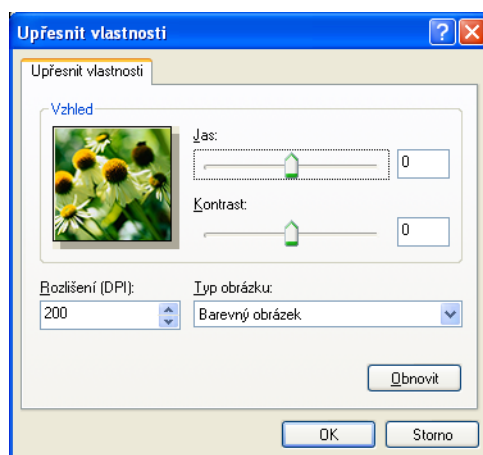 Upřesnit vlastnosti
Upřesnit vlastnosti
Vzhled
Jas:
0
Kontrast:
0
Rozlišení (DPI):
Typ obrázku:
200
Barevný obrázek
Obnovit
OK
Storno